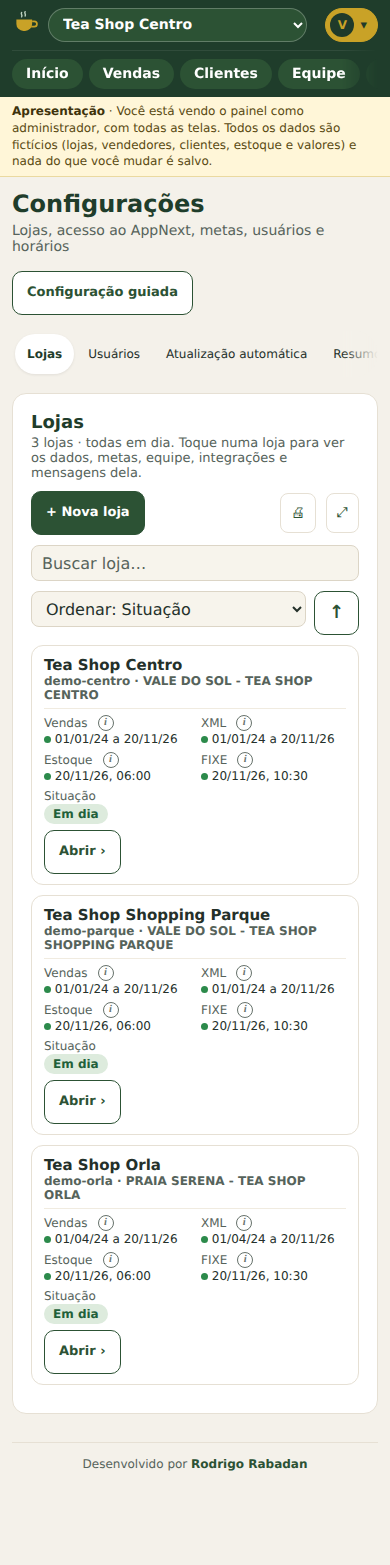 Tea Shop Centro
V ▾
Início Vendas Clientes Equipe
Apresentação · Você está vendo o painel como
administrador, com todas as telas. Todos os dados são
fictícios (lojas, vendedores, clientes, estoque e valores) e
nada do que você mudar é salvo.
Configurações
Lojas, acesso ao AppNext, metas, usuários e
horários
Configuração guiada
Lojas Usuários Atualização automática Resum
Lojas
3 lojas · todas em dia. Toque numa loja para ver
os dados, metas, equipe, integrações e
mensagens dela.
+ Nova loja
Buscar loja...
Ordenar: Situação ↑
Tea Shop Centro
demo-centro · VALE DO SOL - TEA SHOP
CENTRO
Vendas i XML i
01/01/24 a 20/11/26 01/01/24 a 20/11/26
Estoque i FIXE i
20/11/26, 06:00 20/11/26, 10:30
Situação
Em dia
Abrir ›
Tea Shop Shopping Parque
demo-parque · VALE DO SOL - TEA SHOP
SHOPPING PARQUE
Vendas i XML i
01/01/24 a 20/11/26 01/01/24 a 20/11/26
Estoque i FIXE i
20/11/26, 06:00 20/11/26, 10:30
Situação
Em dia
Abrir ›
Tea Shop Orla
demo-orla · PRAIA SERENA - TEA SHOP
ORLA
Vendas i XML i
01/04/24 a 20/11/26 01/04/24 a 20/11/26
Estoque i FIXE i
20/11/26, 06:00 20/11/26, 10:30
Situação
Em dia
Abrir ›
Desenvolvido por Rodrigo Rabadan